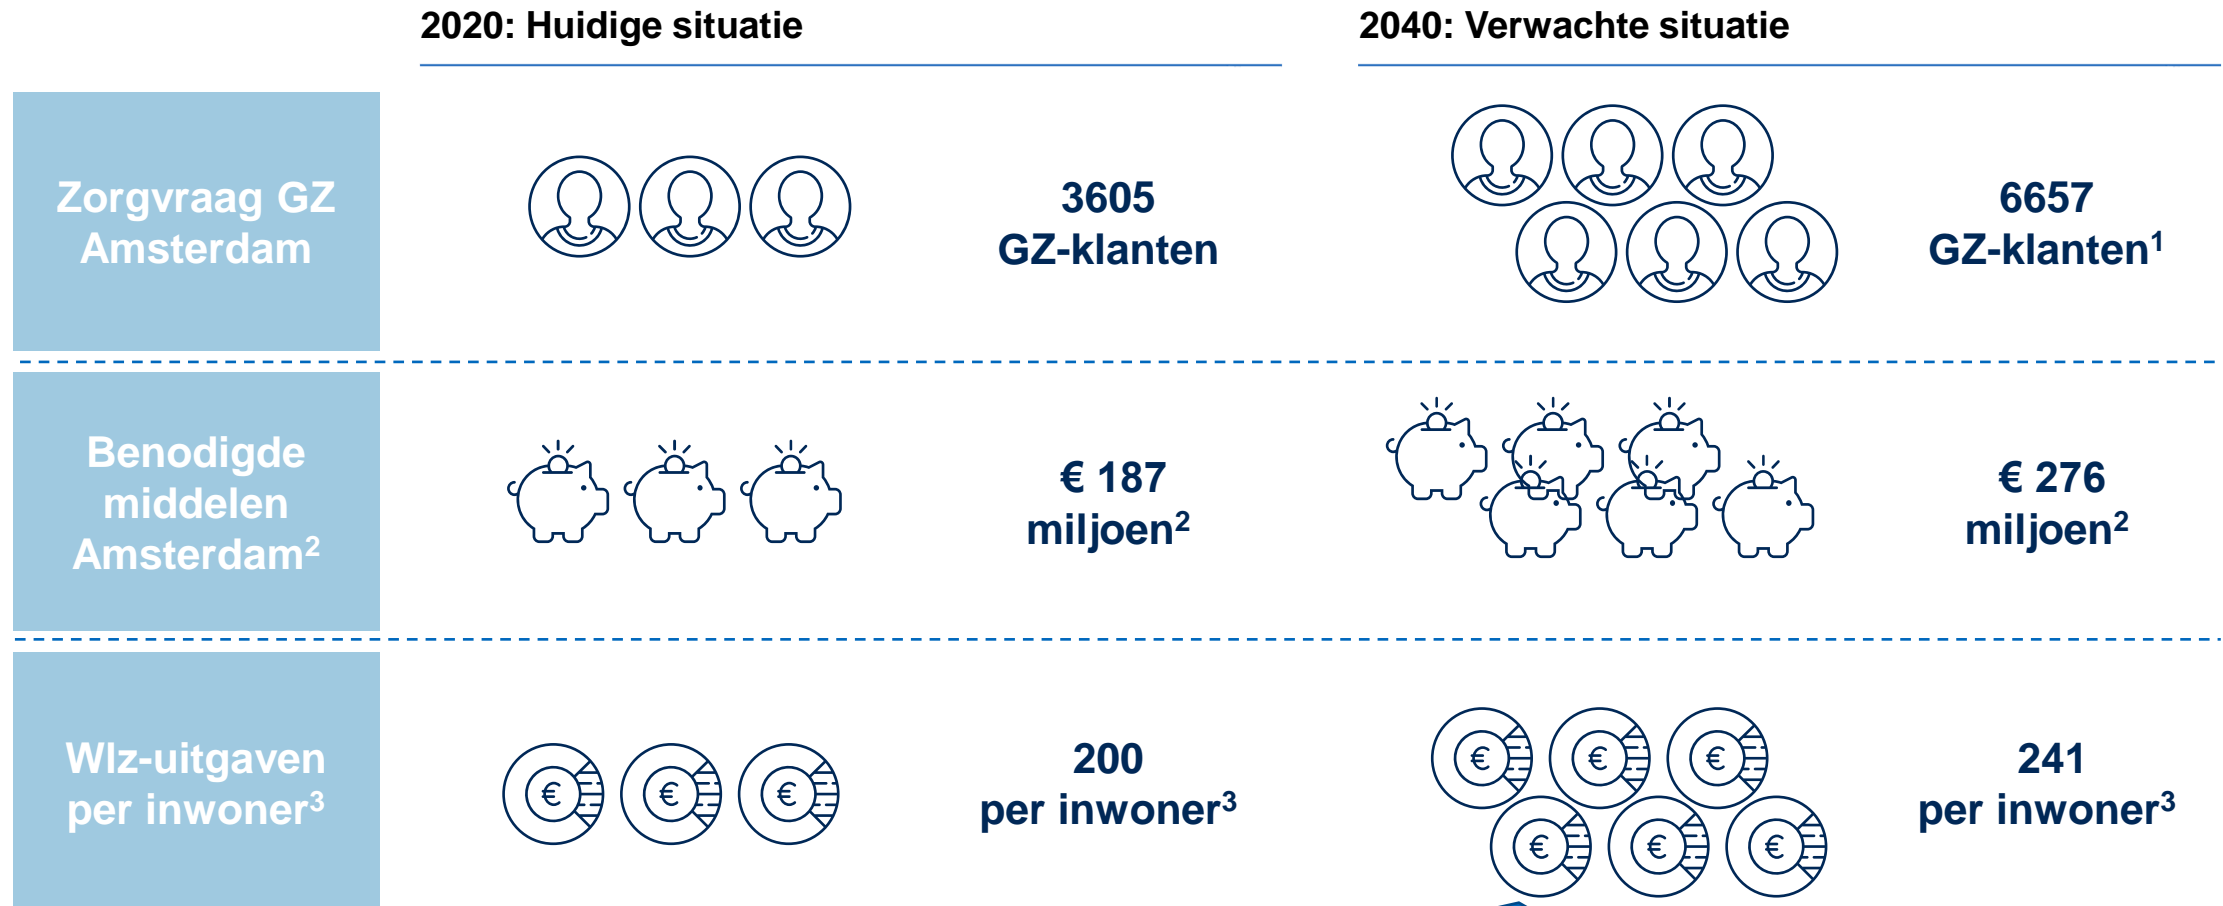 2020: Huidige situatie
2040: Verwachte situatie
Zorgvraag GZ
Amsterdam
3605
GZ-klanten
6657
GZ-klanten¹
Benodigde
middelen
Amsterdam²
€ 187
miljoen²
€ 276
miljoen²
Wlz-uitgaven
per inwoner³
€ € €
200
per inwoner³
€ € €
€ € €
241
per inwoner³